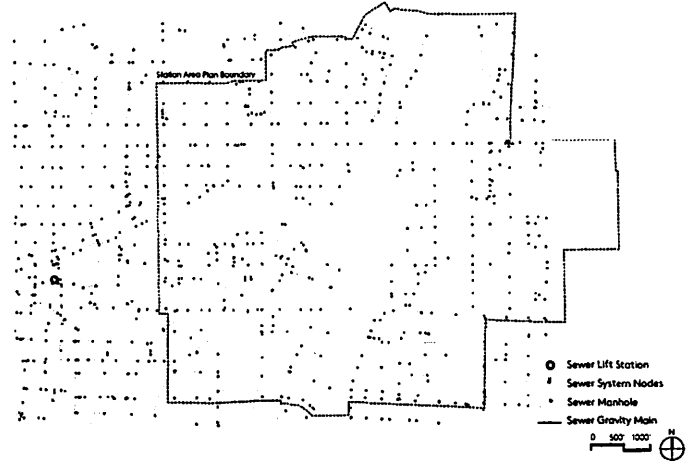 Station Area Plan Boundary
Sewer Lift Station
Sewer System Nodes
Sewer Manhole
Sewer Gravity Main
0 500' 1000'
N